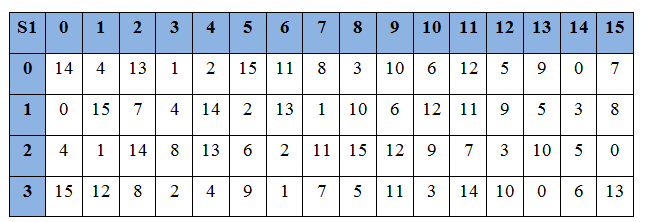 S1 0 1 2 3 4 5 6 7 8 9 10 11 12 13 14 15
0 14 4 13 1 2 15 11 8 3 10 6 12 5 9 0 7
1 0 15 7 4 14 2 13 1 10 6 12 11 9 5 3 8
2 4 1 14 8 13 6 2 11 15 12 9 7 3 10 5 0
3 15 12 8 2 4 9 1 7 5 11 3 14 10 0 6 13